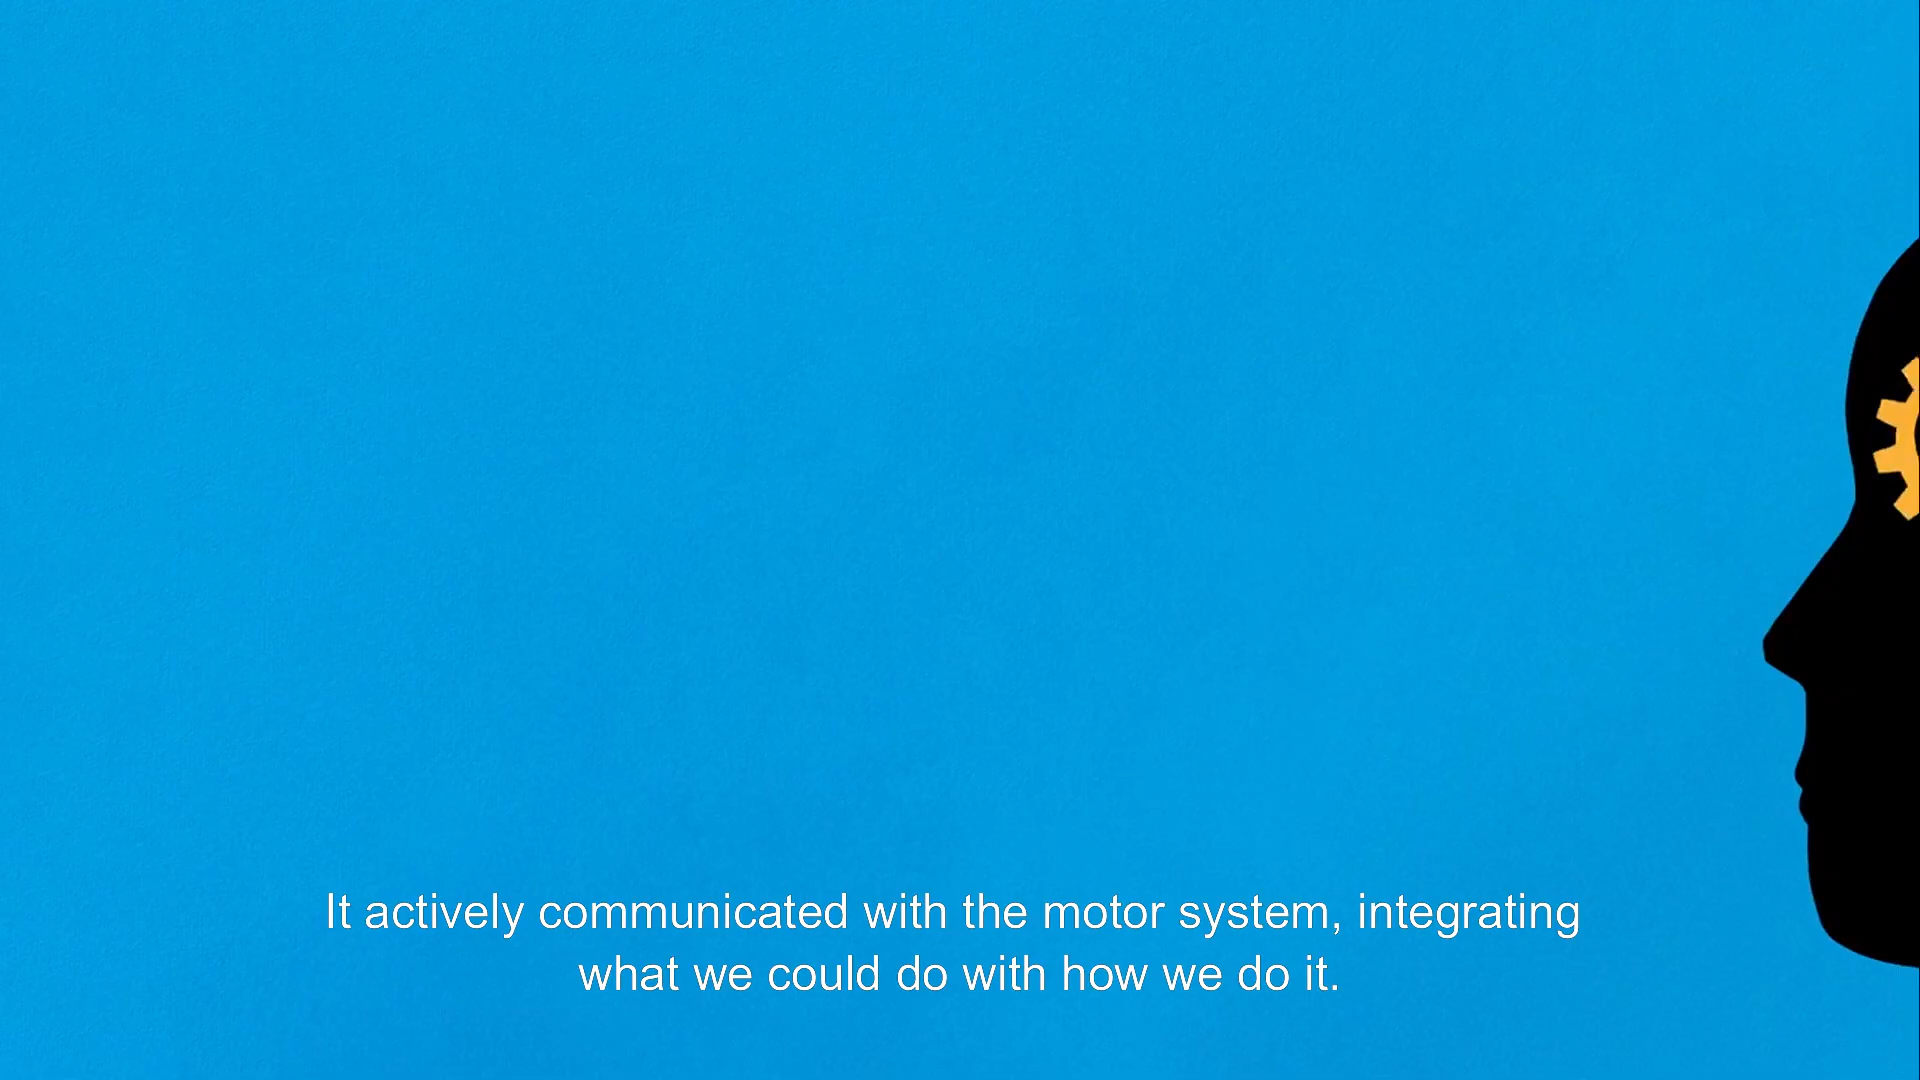 It actively communicated with the motor system, integrating
what we could do with how we do it.